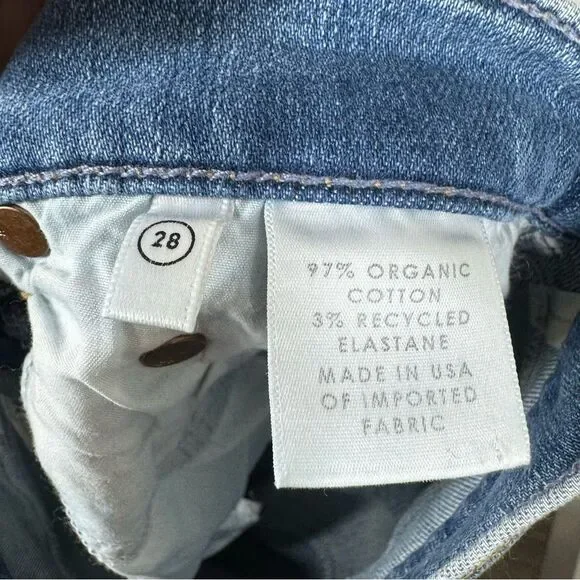 28
97% ORGANIC
COTTON
3% RECYCLED
ELASTANE
MADE IN USA
OF IMPORTED
FABRIC